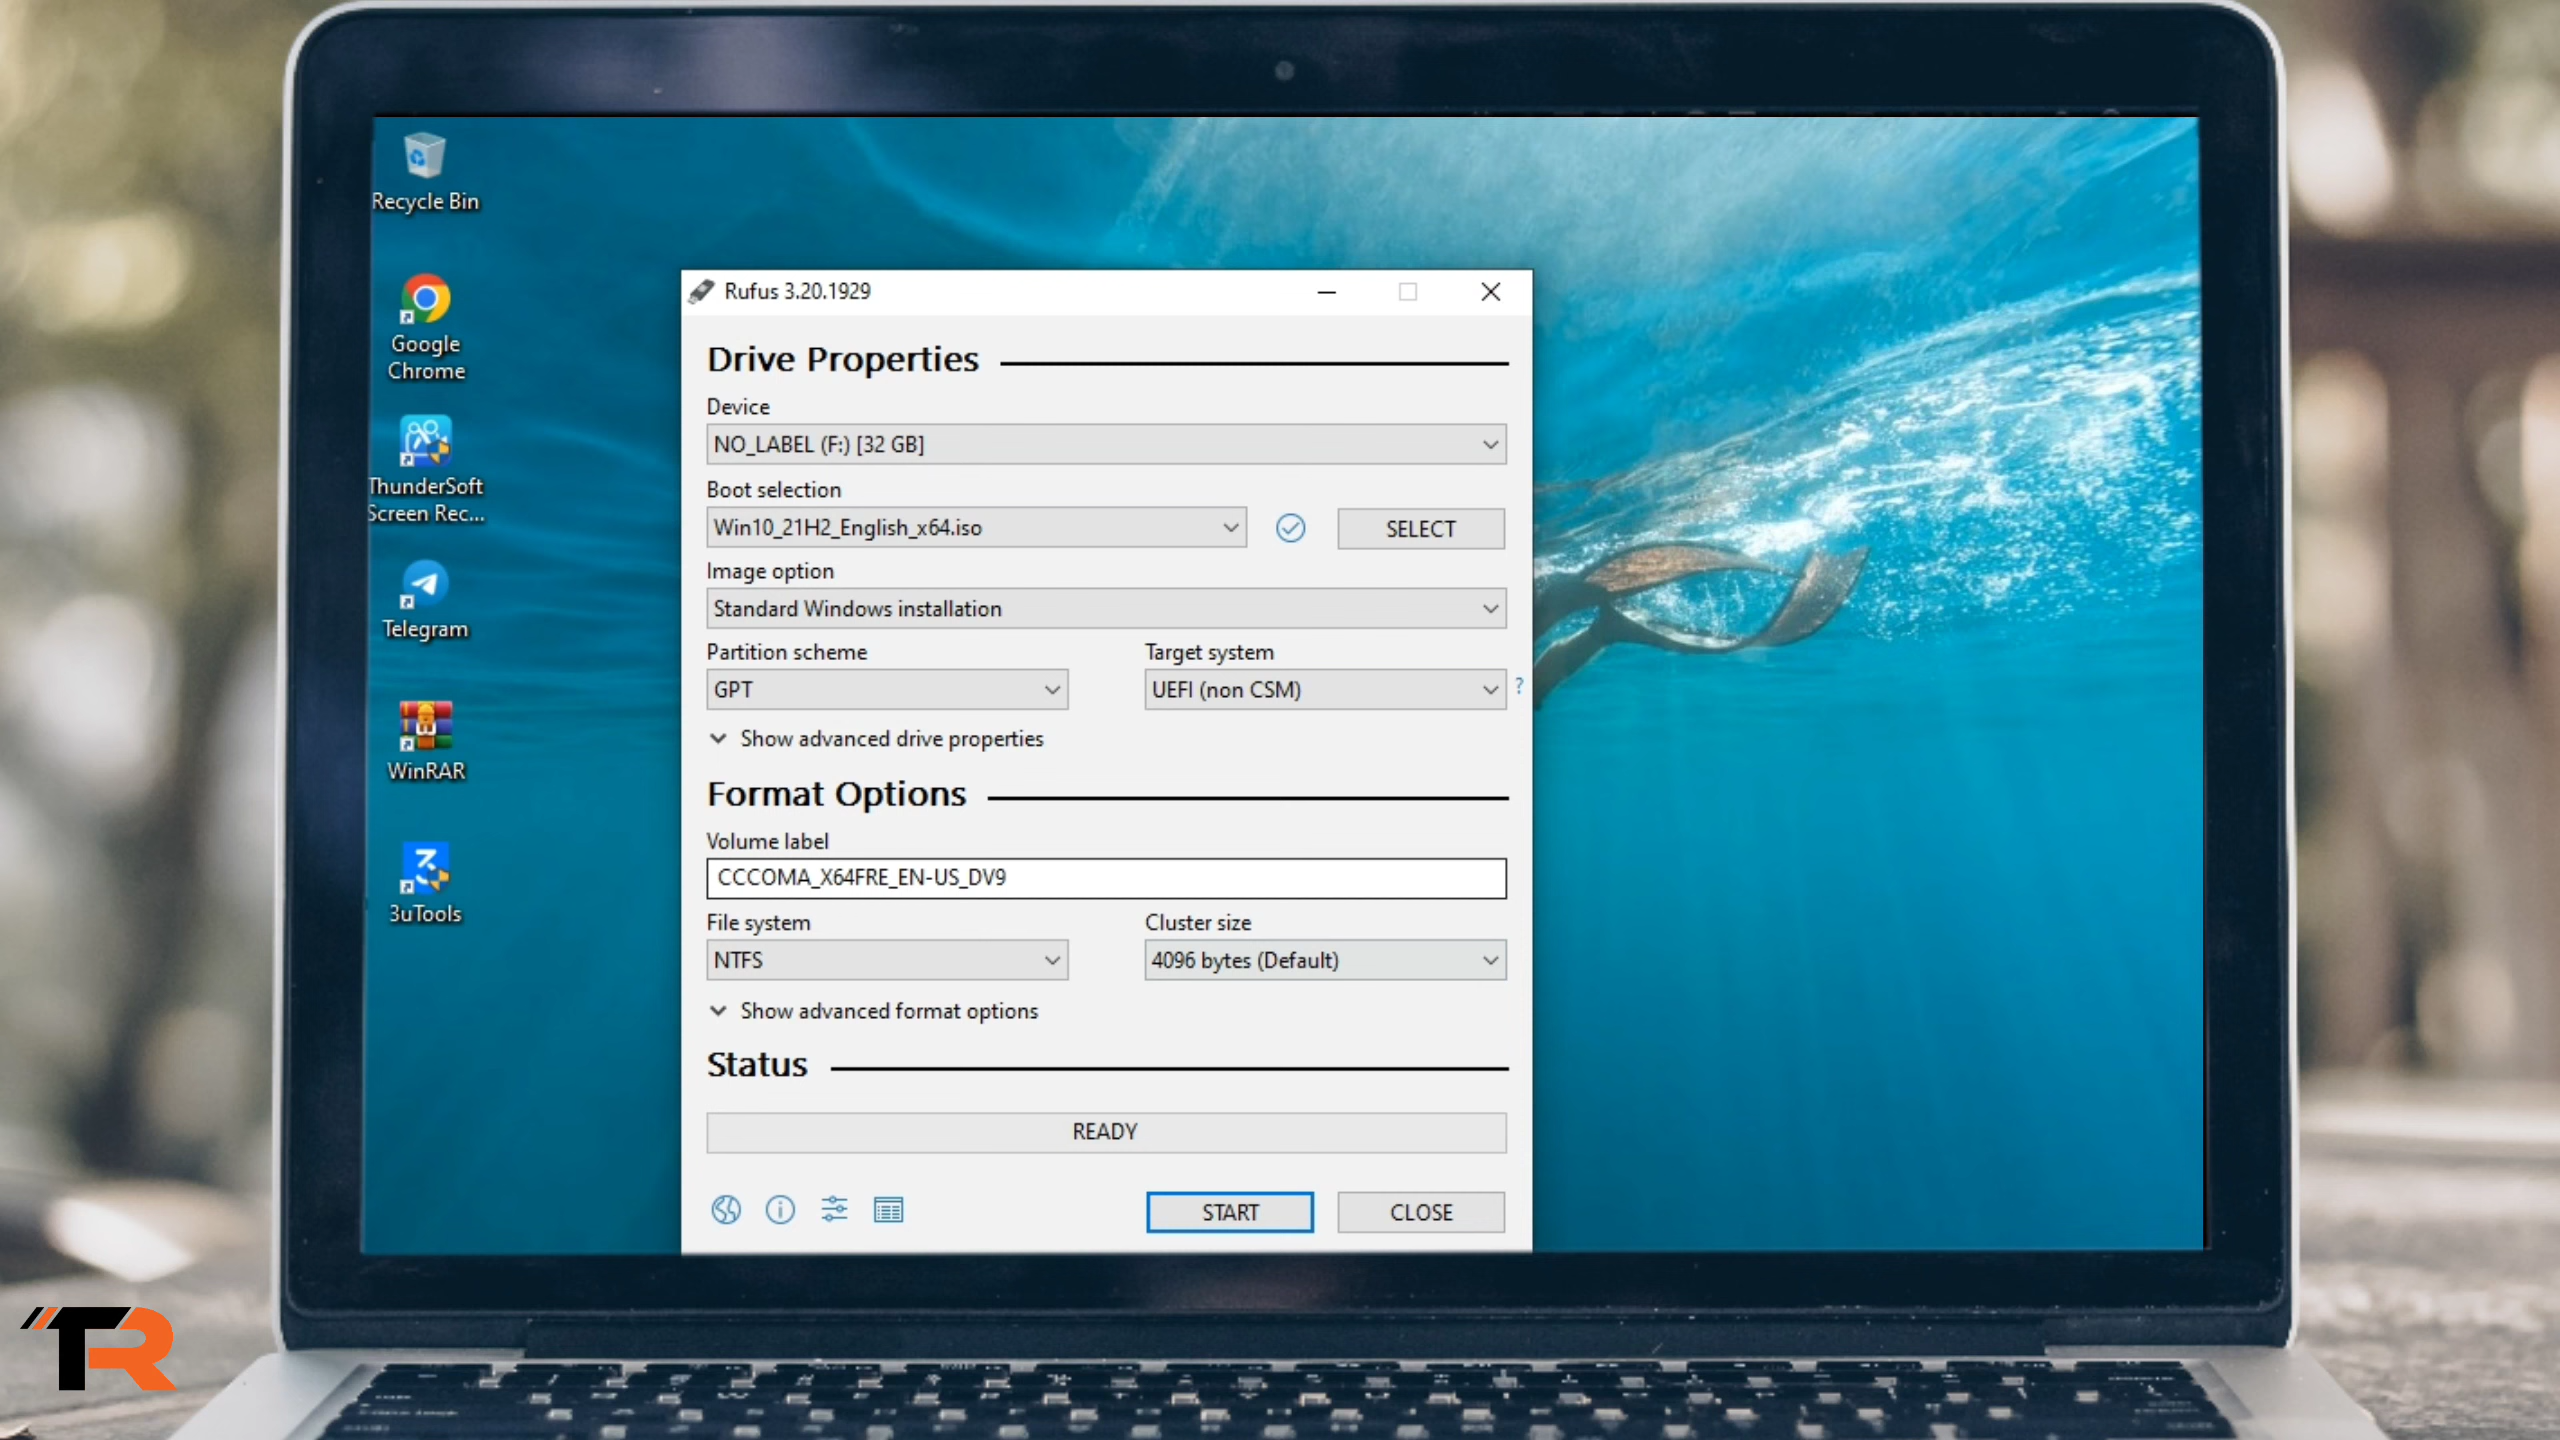 Recycle Bin
Google
Chrome
ThunderSoft
Screen Rec...
Telegram
WinRAR
3uTools
Rufus 3.20.1929
Drive Properties
Device
NO_LABEL (F:) [32 GB]
Boot selection
Win10_21H2_English_x64.iso
SELECT
Image option
Standard Windows installation
Partition scheme
Target system
GPT
UEFI (non CSM)
?
Show advanced drive properties
Format Options
Volume label
CCCOMA_X64FRE_EN-US_DV9
File system
Cluster size
NTFS
4096 bytes (Default)
Show advanced format options
Status
READY
START
CLOSE
TR